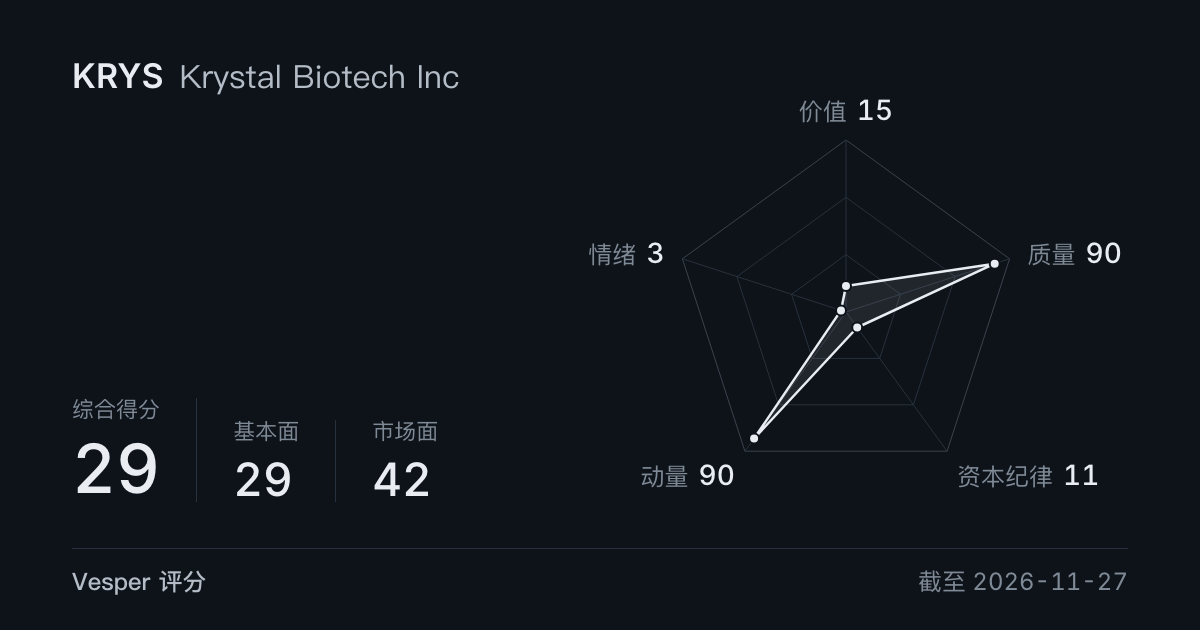 KRYS Krystal Biotech Inc
价值 15
情绪 3
质量 90
动量 90
资本纪律 11
综合得分
29
基本面
29
市场面
42
Vesper 评分
截至 2026-11-27